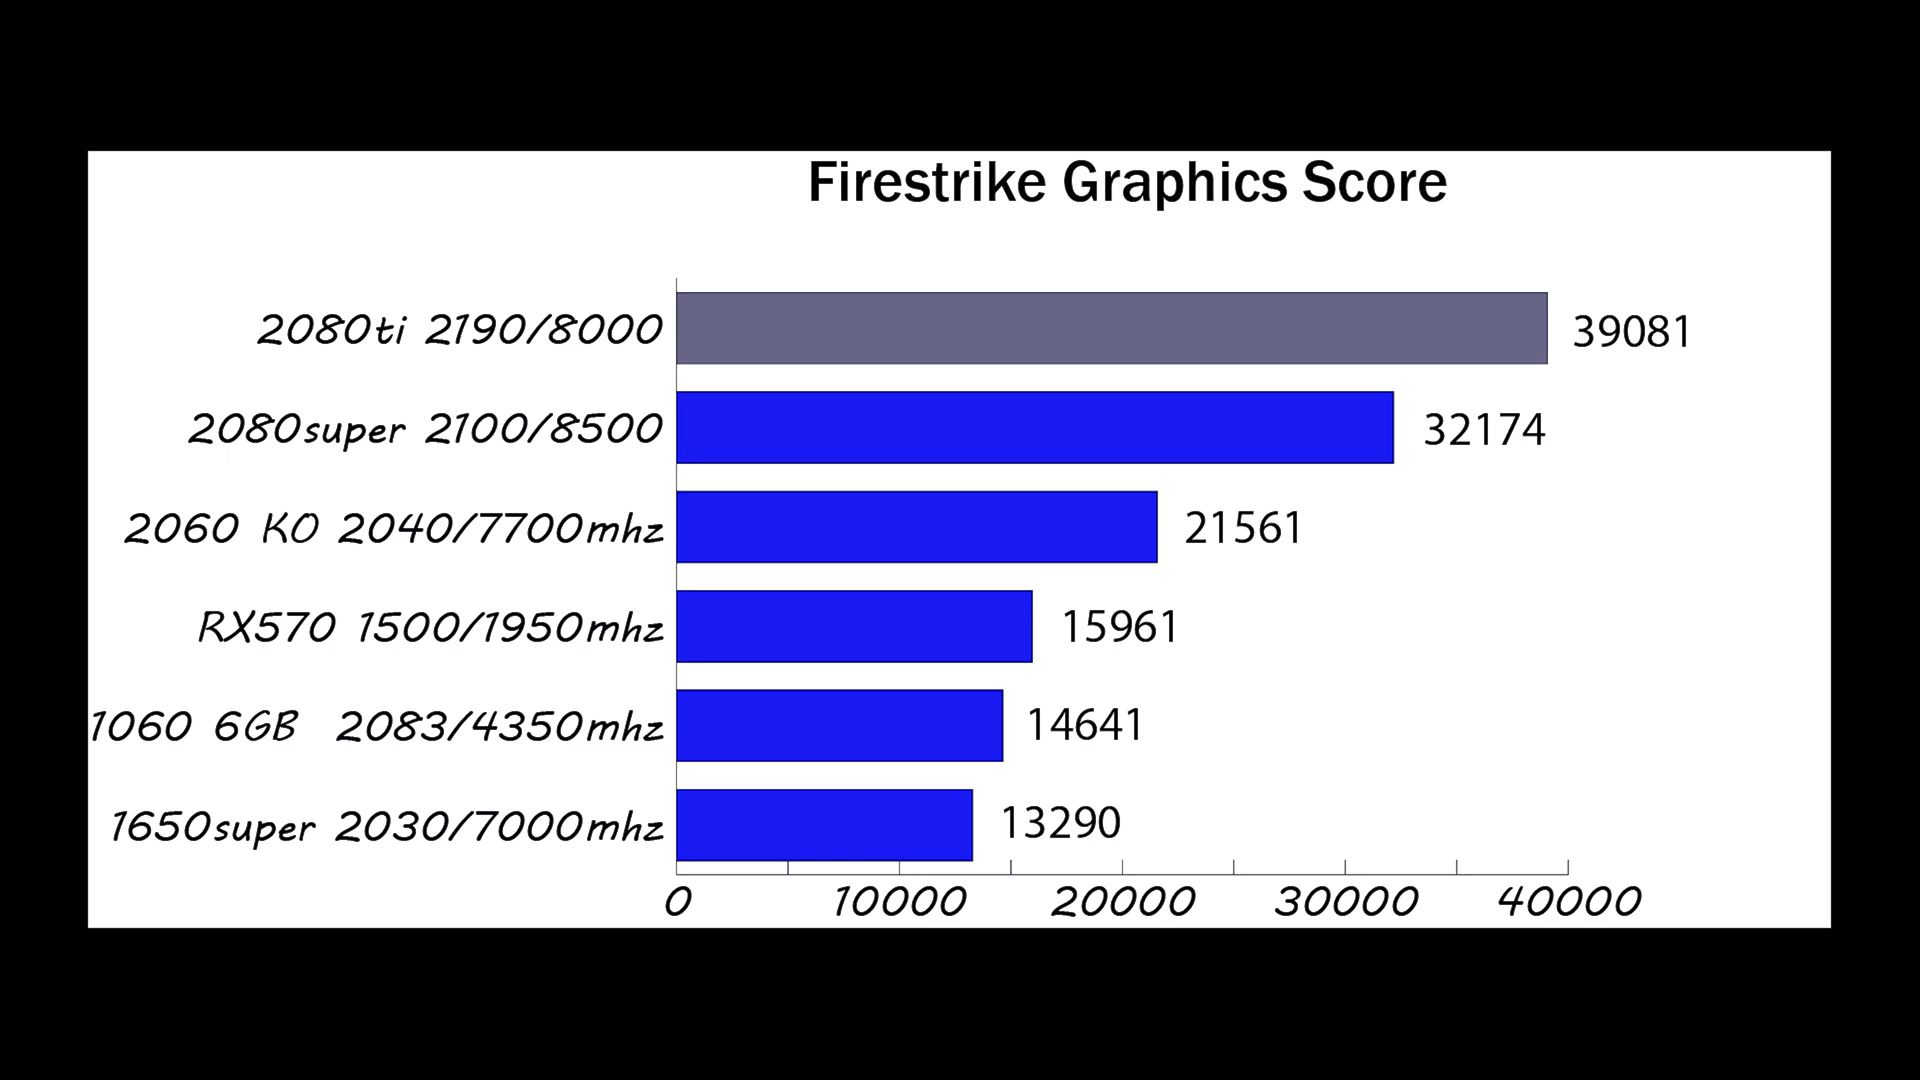 Firestrike Graphics Score
2080ti 2190/8000 39081
2080super 2100/8500 32174
2060 KO 2040/7700mhz 21561
RX570 1500/1950mhz 15961
1060 6GB 2083/4350mhz 14641
1650super 2030/7000mhz 13290
0 10000 20000 30000 40000